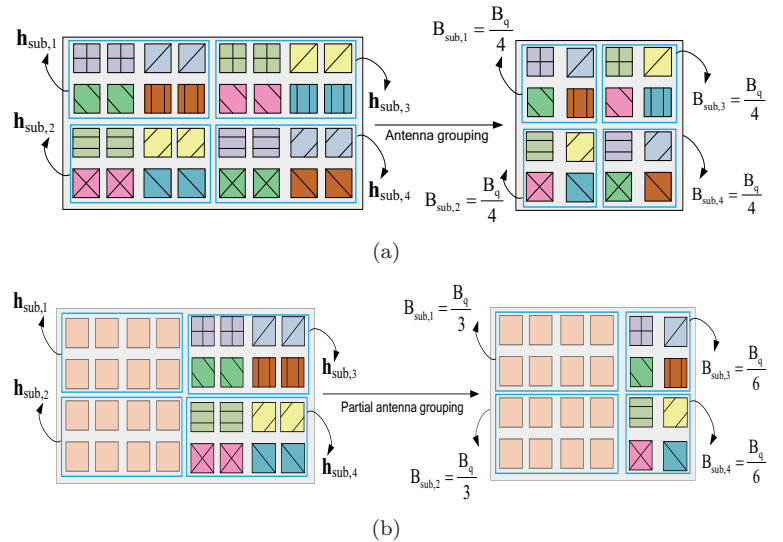 h_sub,1
h_sub,2
h_sub,3
h_sub,4
Antenna grouping
B_sub,1 = B_q/4
B_sub,2 = B_q/4
B_sub,3 = B_q/4
B_sub,4 = B_q/4
(a)
h_sub,1
h_sub,2
h_sub,3
h_sub,4
Partial antenna grouping
B_sub,1 = B_q/3
B_sub,2 = B_q/3
B_sub,3 = B_q/6
B_sub,4 = B_q/6
(b)